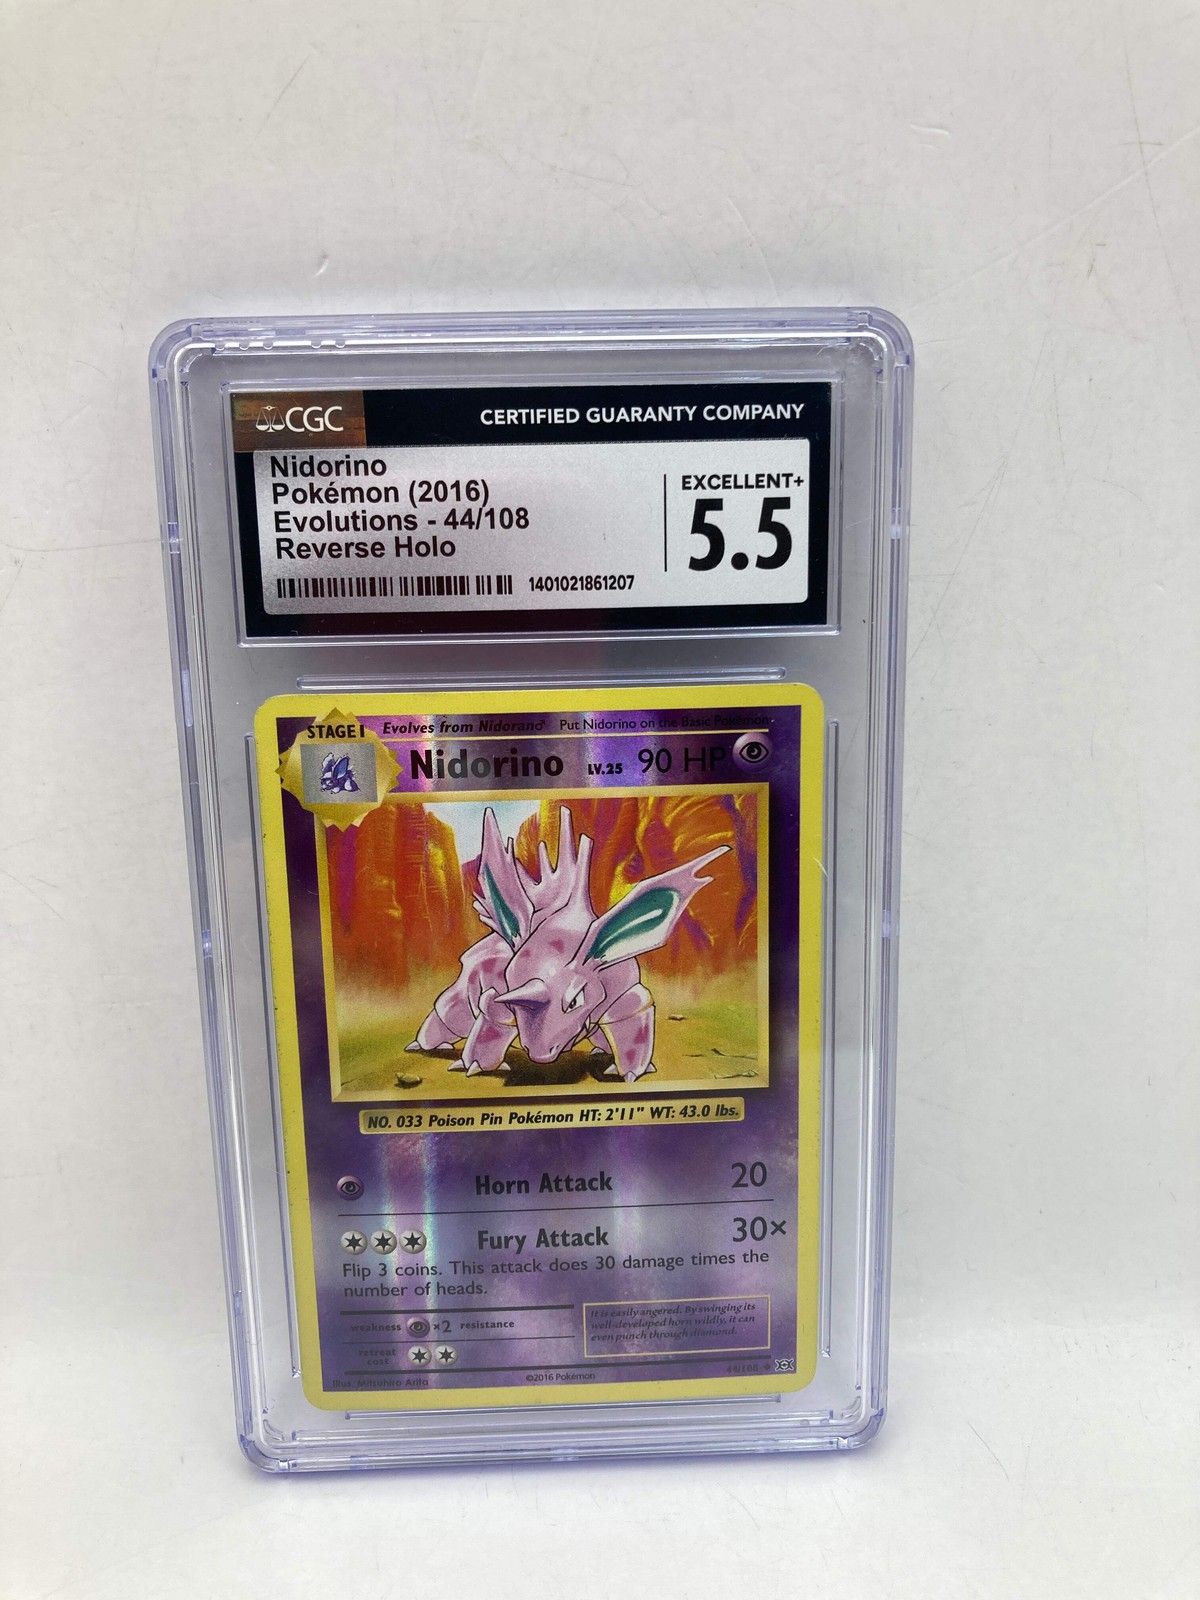 CGC
CERTIFIED GUARANTY COMPANY
Nidorino
Pokémon (2016)
Evolutions - 44/108
Reverse Holo
EXCELLENT+
5.5
1401021861207
STAGE 1 Evolves from Nidoran♂ Put Nidorino on the Basic Pokémon
Nidorino LV.25 90 HP
NO. 033 Poison Pin Pokémon HT: 2'11" WT: 43.0 lbs.
Horn Attack 20
Fury Attack 30×
Flip 3 coins. This attack does 30 damage times the
number of heads.
weakness ×2 resistance
retreat
cost
It is easily angered. By swinging its
well-developed horn wildly, it can
even punch through diamond.
Illus. Mitsuhiro Arita
©2016 Pokémon
44/108